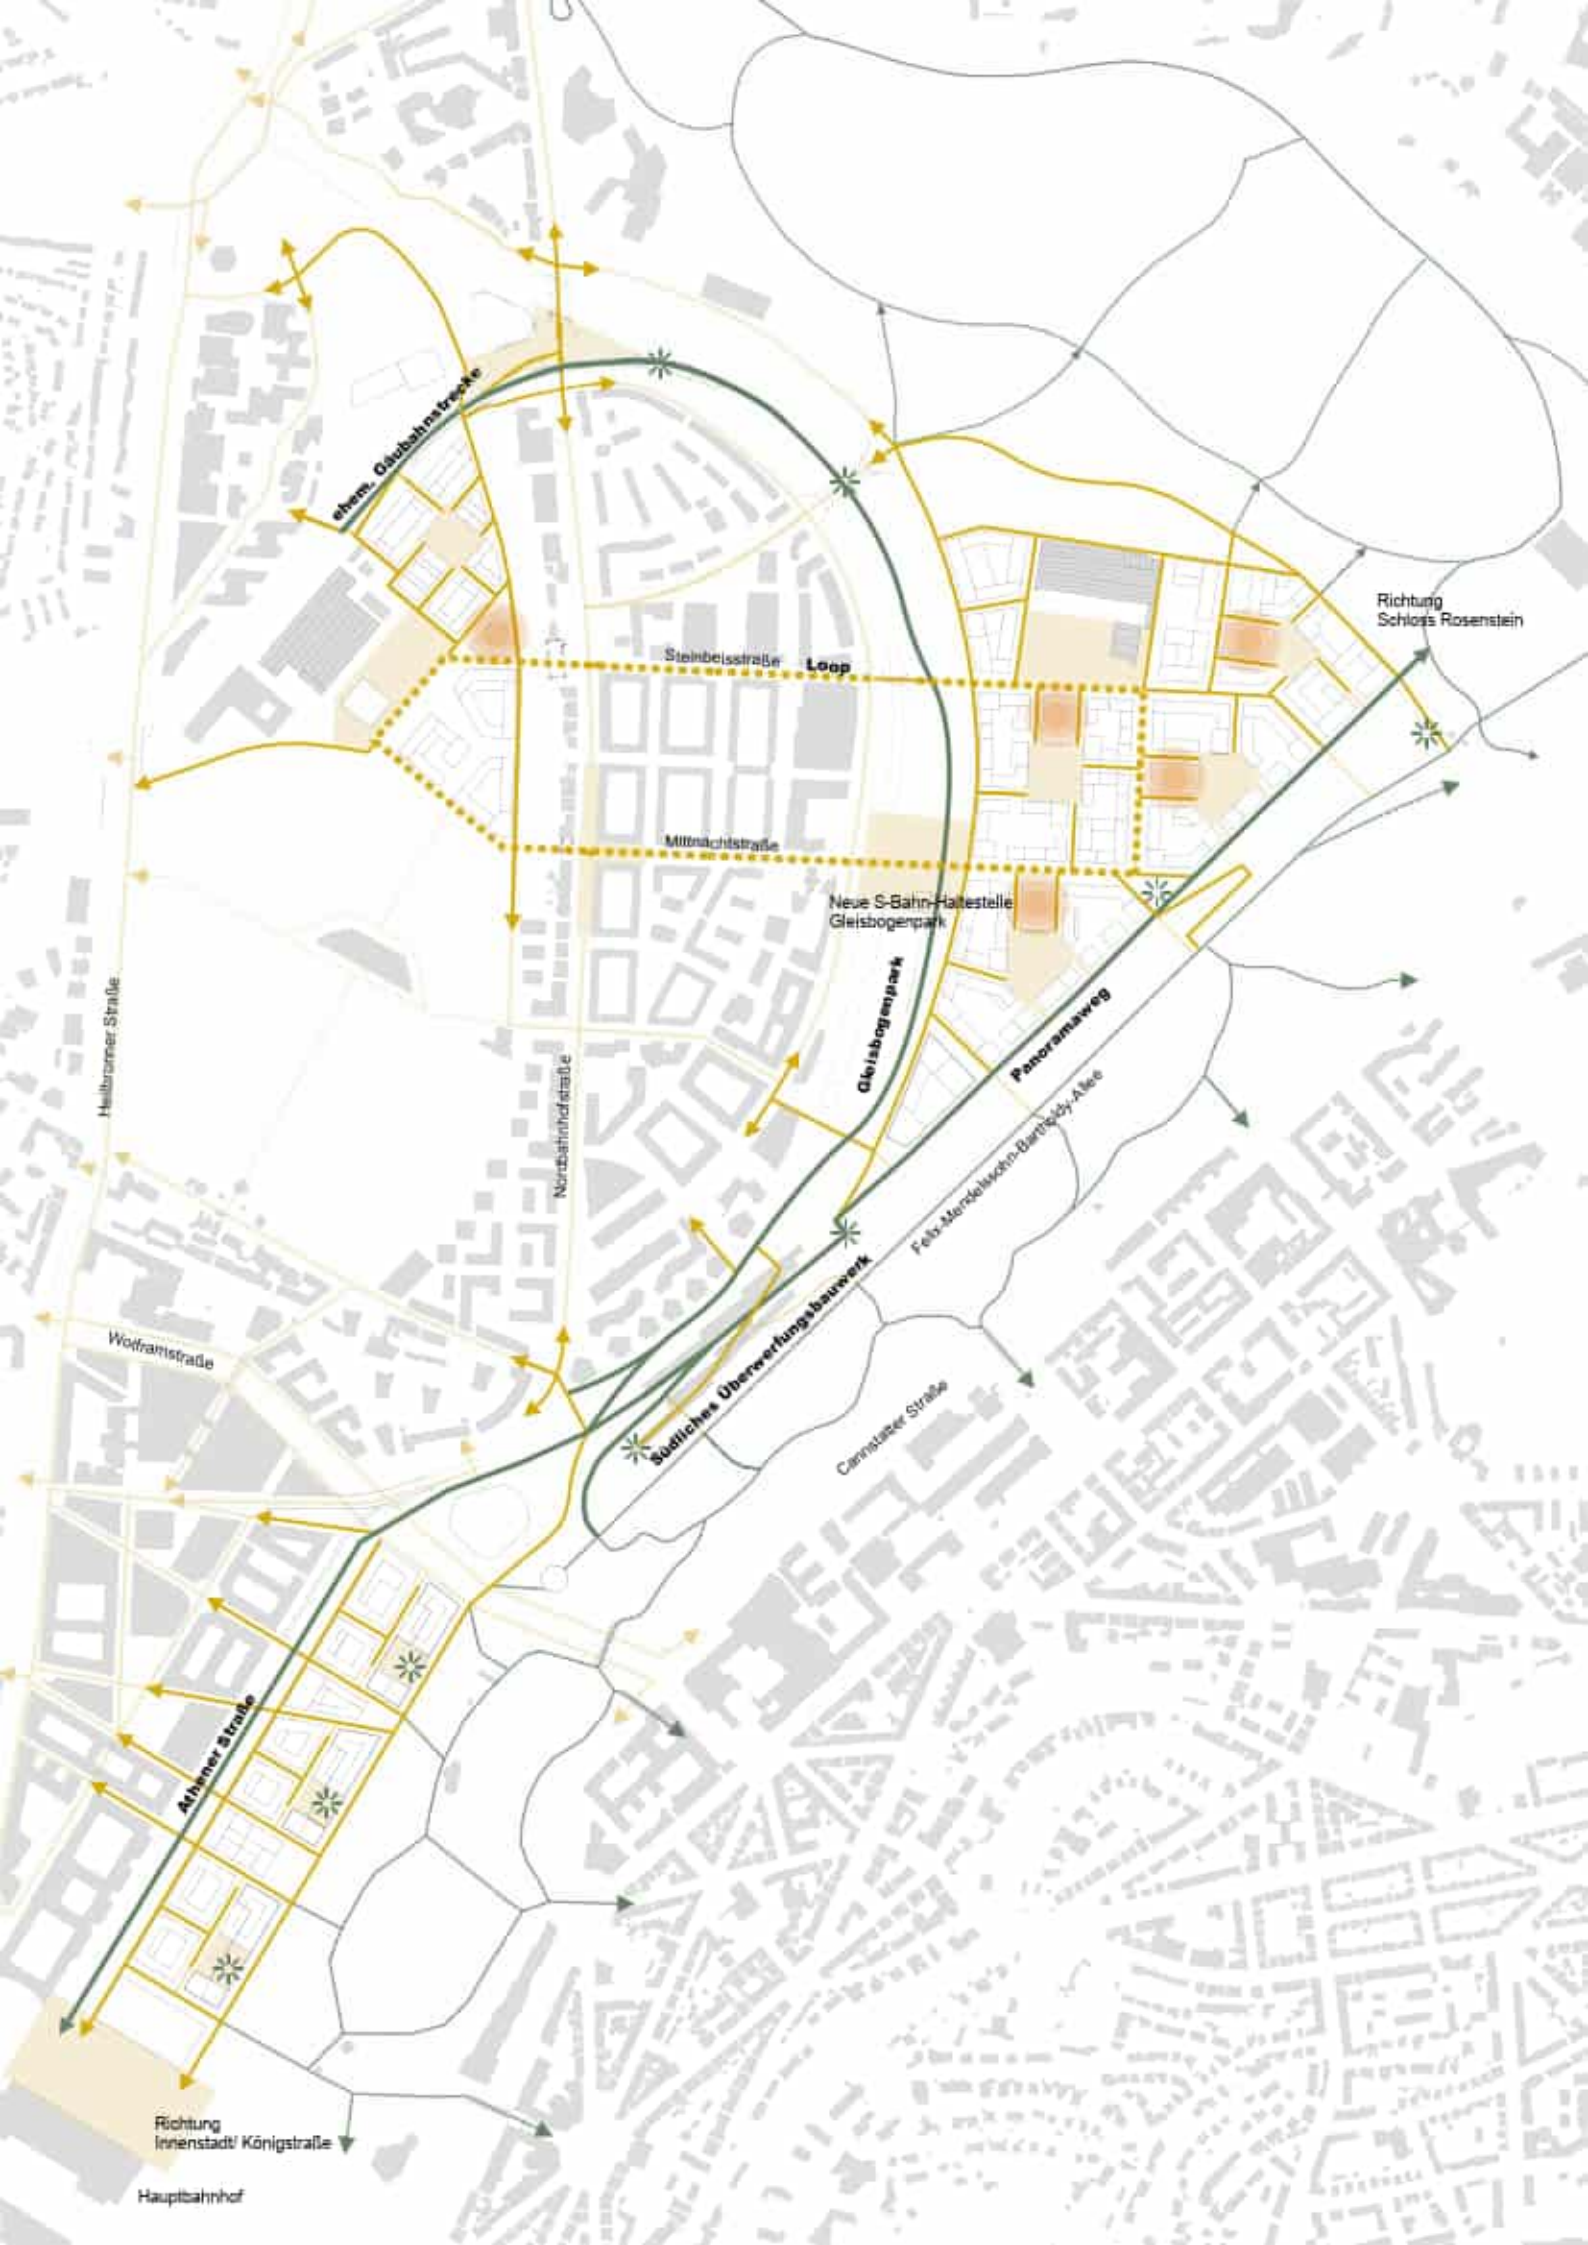 ehem. Gäubahnstrecke
Richtung
Schloss Rosenstein
Steinbeisstraße
Loop
Mittnachtstraße
Neue S-Bahn-Haltestelle
Gleisbogenpark
Gleisbogenpark
Panoramaweg
Heilbronner Straße
Nordbahnhofstraße
Felix-Mendelssohn-Bartholdy-Allee
Südliches Überwerfungsbauwerk
Wolframstraße
Cannstatter Straße
Athener Straße
Richtung
Innenstadt/ Königstraße
Hauptbahnhof